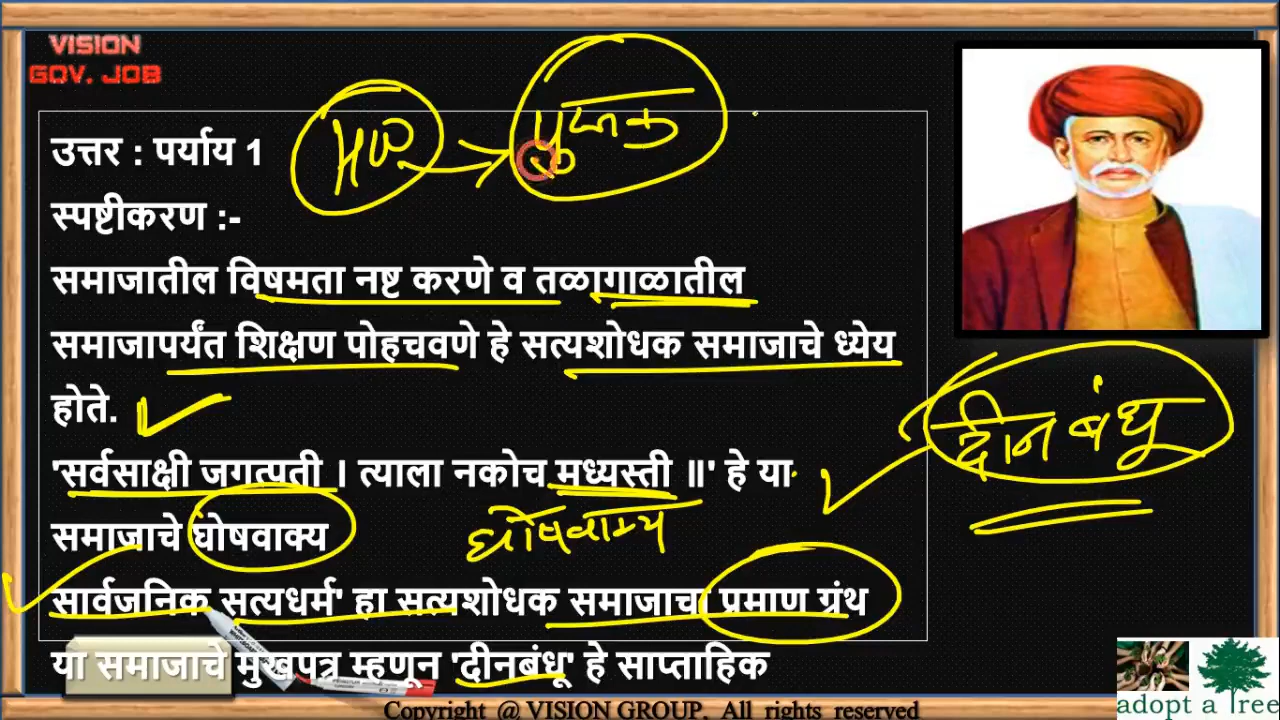 VISION
GOV. JOB
HW
पुस्तक
उत्तर : पर्याय 1
स्पष्टीकरण :-
समाजातील विषमता नष्ट करणे व तळागाळातील
समाजापर्यंत शिक्षण पोहचवणे हे सत्यशोधक समाजाचे ध्येय
होते.
दीनबंधू
'सर्वसाक्षी जगत्पती । त्याला नकोच मध्यस्ती ॥' हे या
समाजाचे घोषवाक्य
घोषवाक्य
सार्वजनिक सत्यधर्म' हा सत्यशोधक समाजाचा प्रमाण ग्रंथ
या समाजाचे मुखपत्र म्हणून 'दीनबंधू' हे साप्ताहिक
adopt a Tree
Copyright @ VISION GROUP. All rights reserved